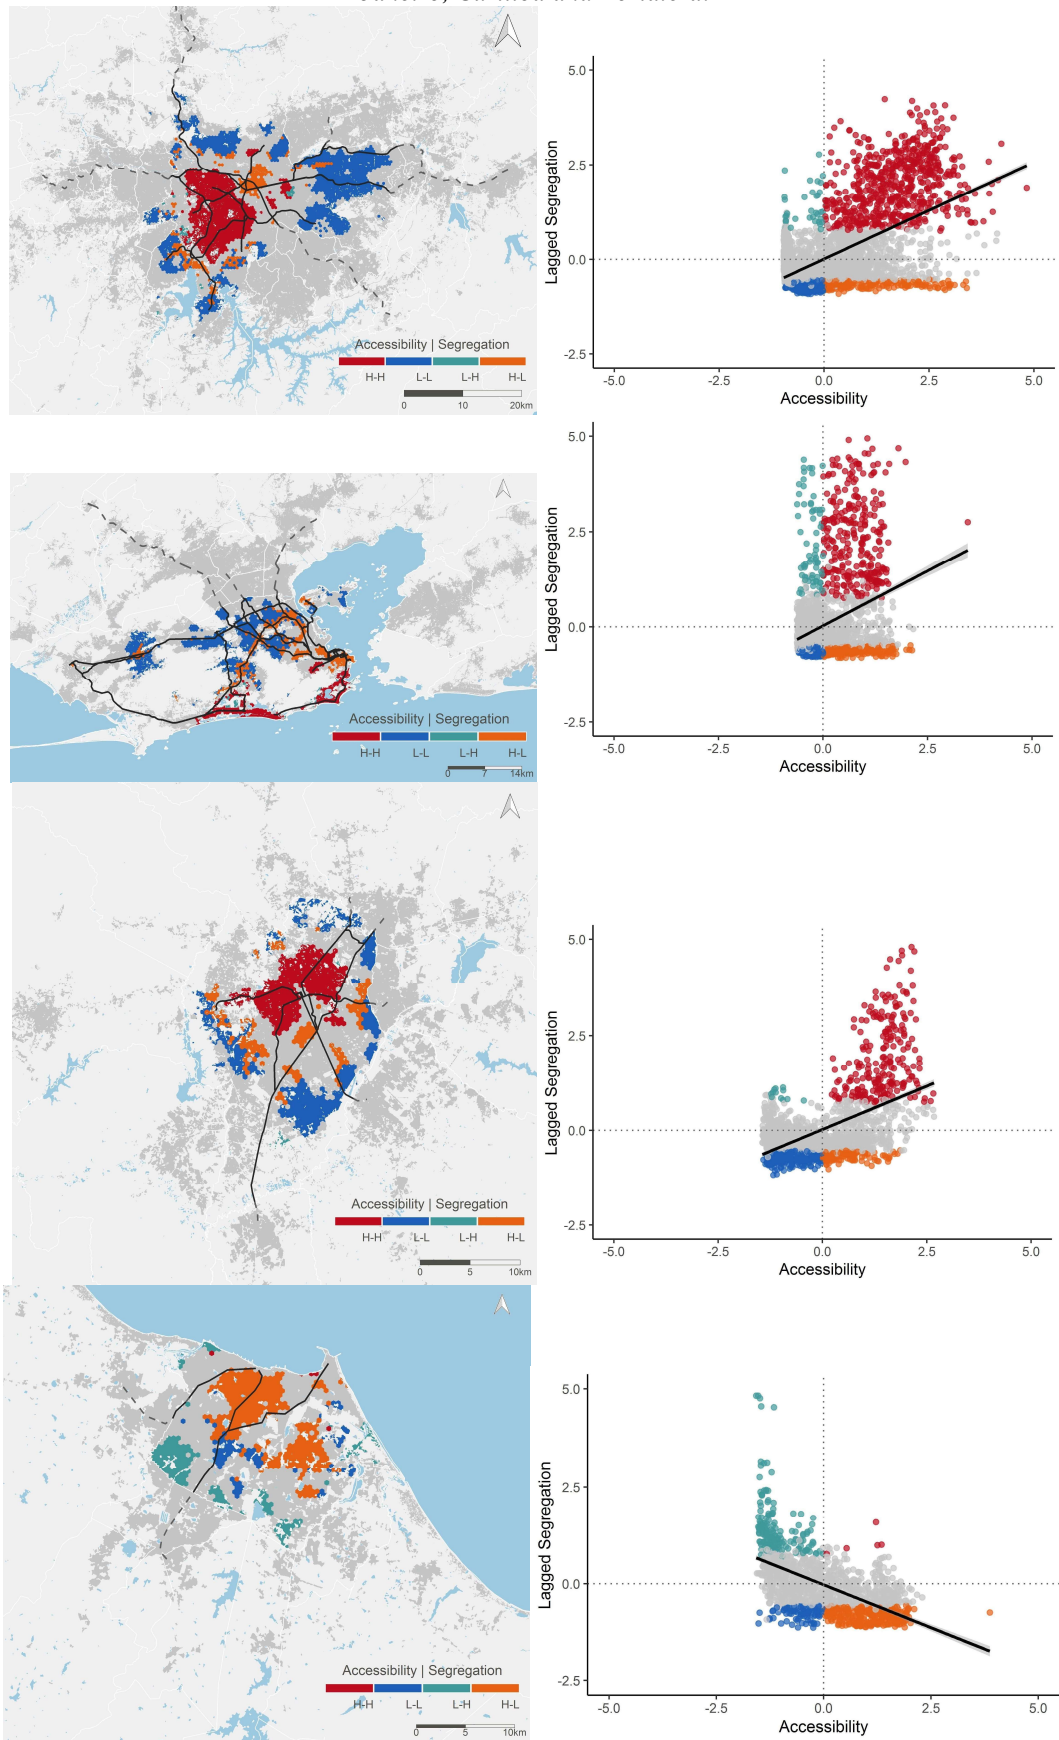 Accessibility | Segregation
H-H L-L L-H H-L
0 10 20km
5.0
2.5
0.0
-2.5
-5.0 -2.5 0.0 2.5 5.0
Lagged Segregation
Accessibility
Accessibility | Segregation
H-H L-L L-H H-L
0 7 14km
5.0
2.5
0.0
-2.5
-5.0 -2.5 0.0 2.5 5.0
Lagged Segregation
Accessibility
Accessibility | Segregation
H-H L-L L-H H-L
0 5 10km
5.0
2.5
0.0
-2.5
-5.0 -2.5 0.0 2.5 5.0
Lagged Segregation
Accessibility
Accessibility | Segregation
H-H L-L L-H H-L
0 5 10km
5.0
2.5
0.0
-2.5
-5.0 -2.5 0.0 2.5 5.0
Lagged Segregation
Accessibility